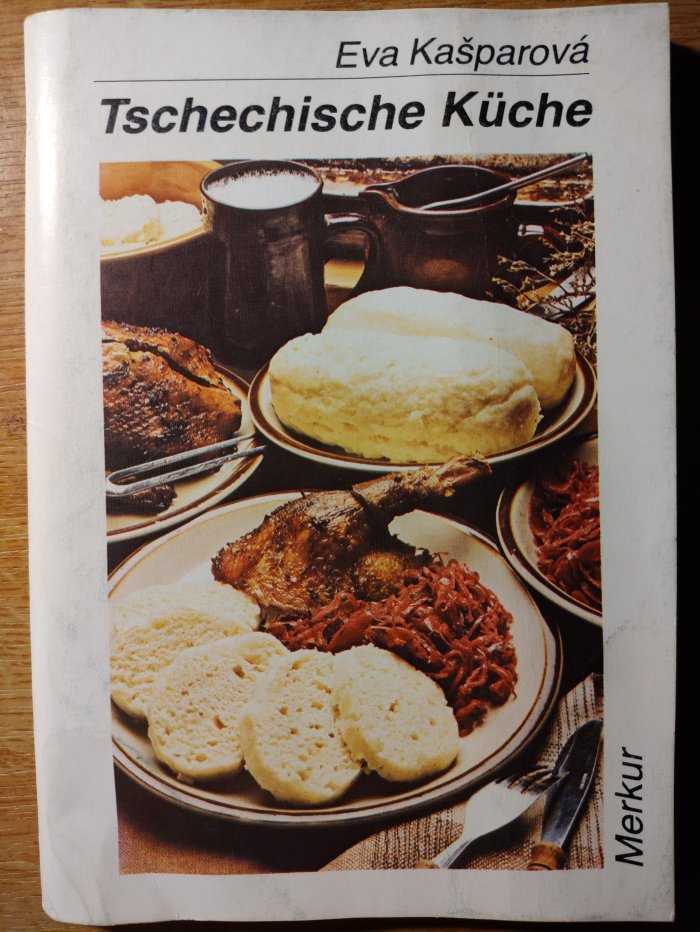 Eva Kašparová
Tschechische Küche
Merkur